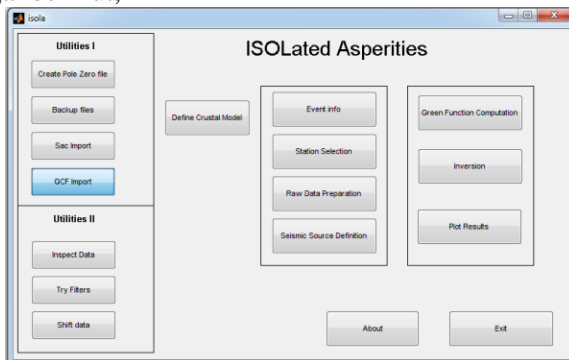 isola
ISOLated Asperities
Utilities I
Create Pole Zero file
Backup files
Sac Import
GCF Import
Utilities II
Inspect Data
Try Filters
Shift data
Define Crustal Model
Event info
Station Selection
Raw Data Preparation
Seismic Source Definition
Green Function Computation
Inversion
Plot Results
About
Exit